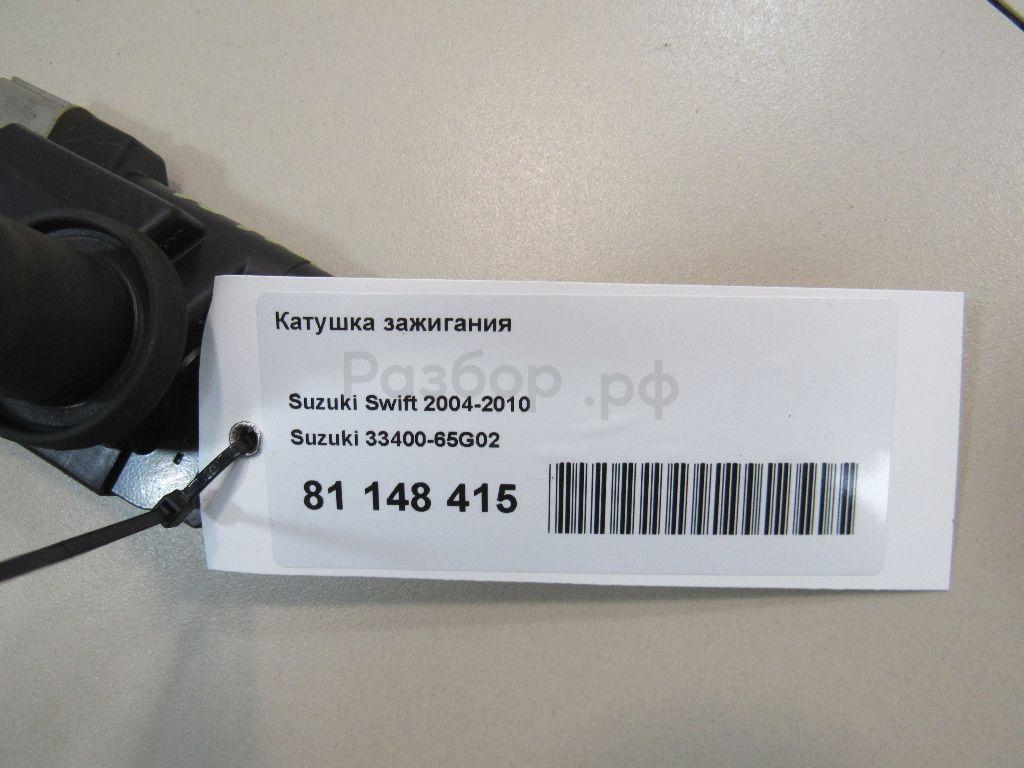 Катушка зажигания
Разбор.рф
Suzuki Swift 2004-2010
Suzuki 33400-65G02
81 148 415